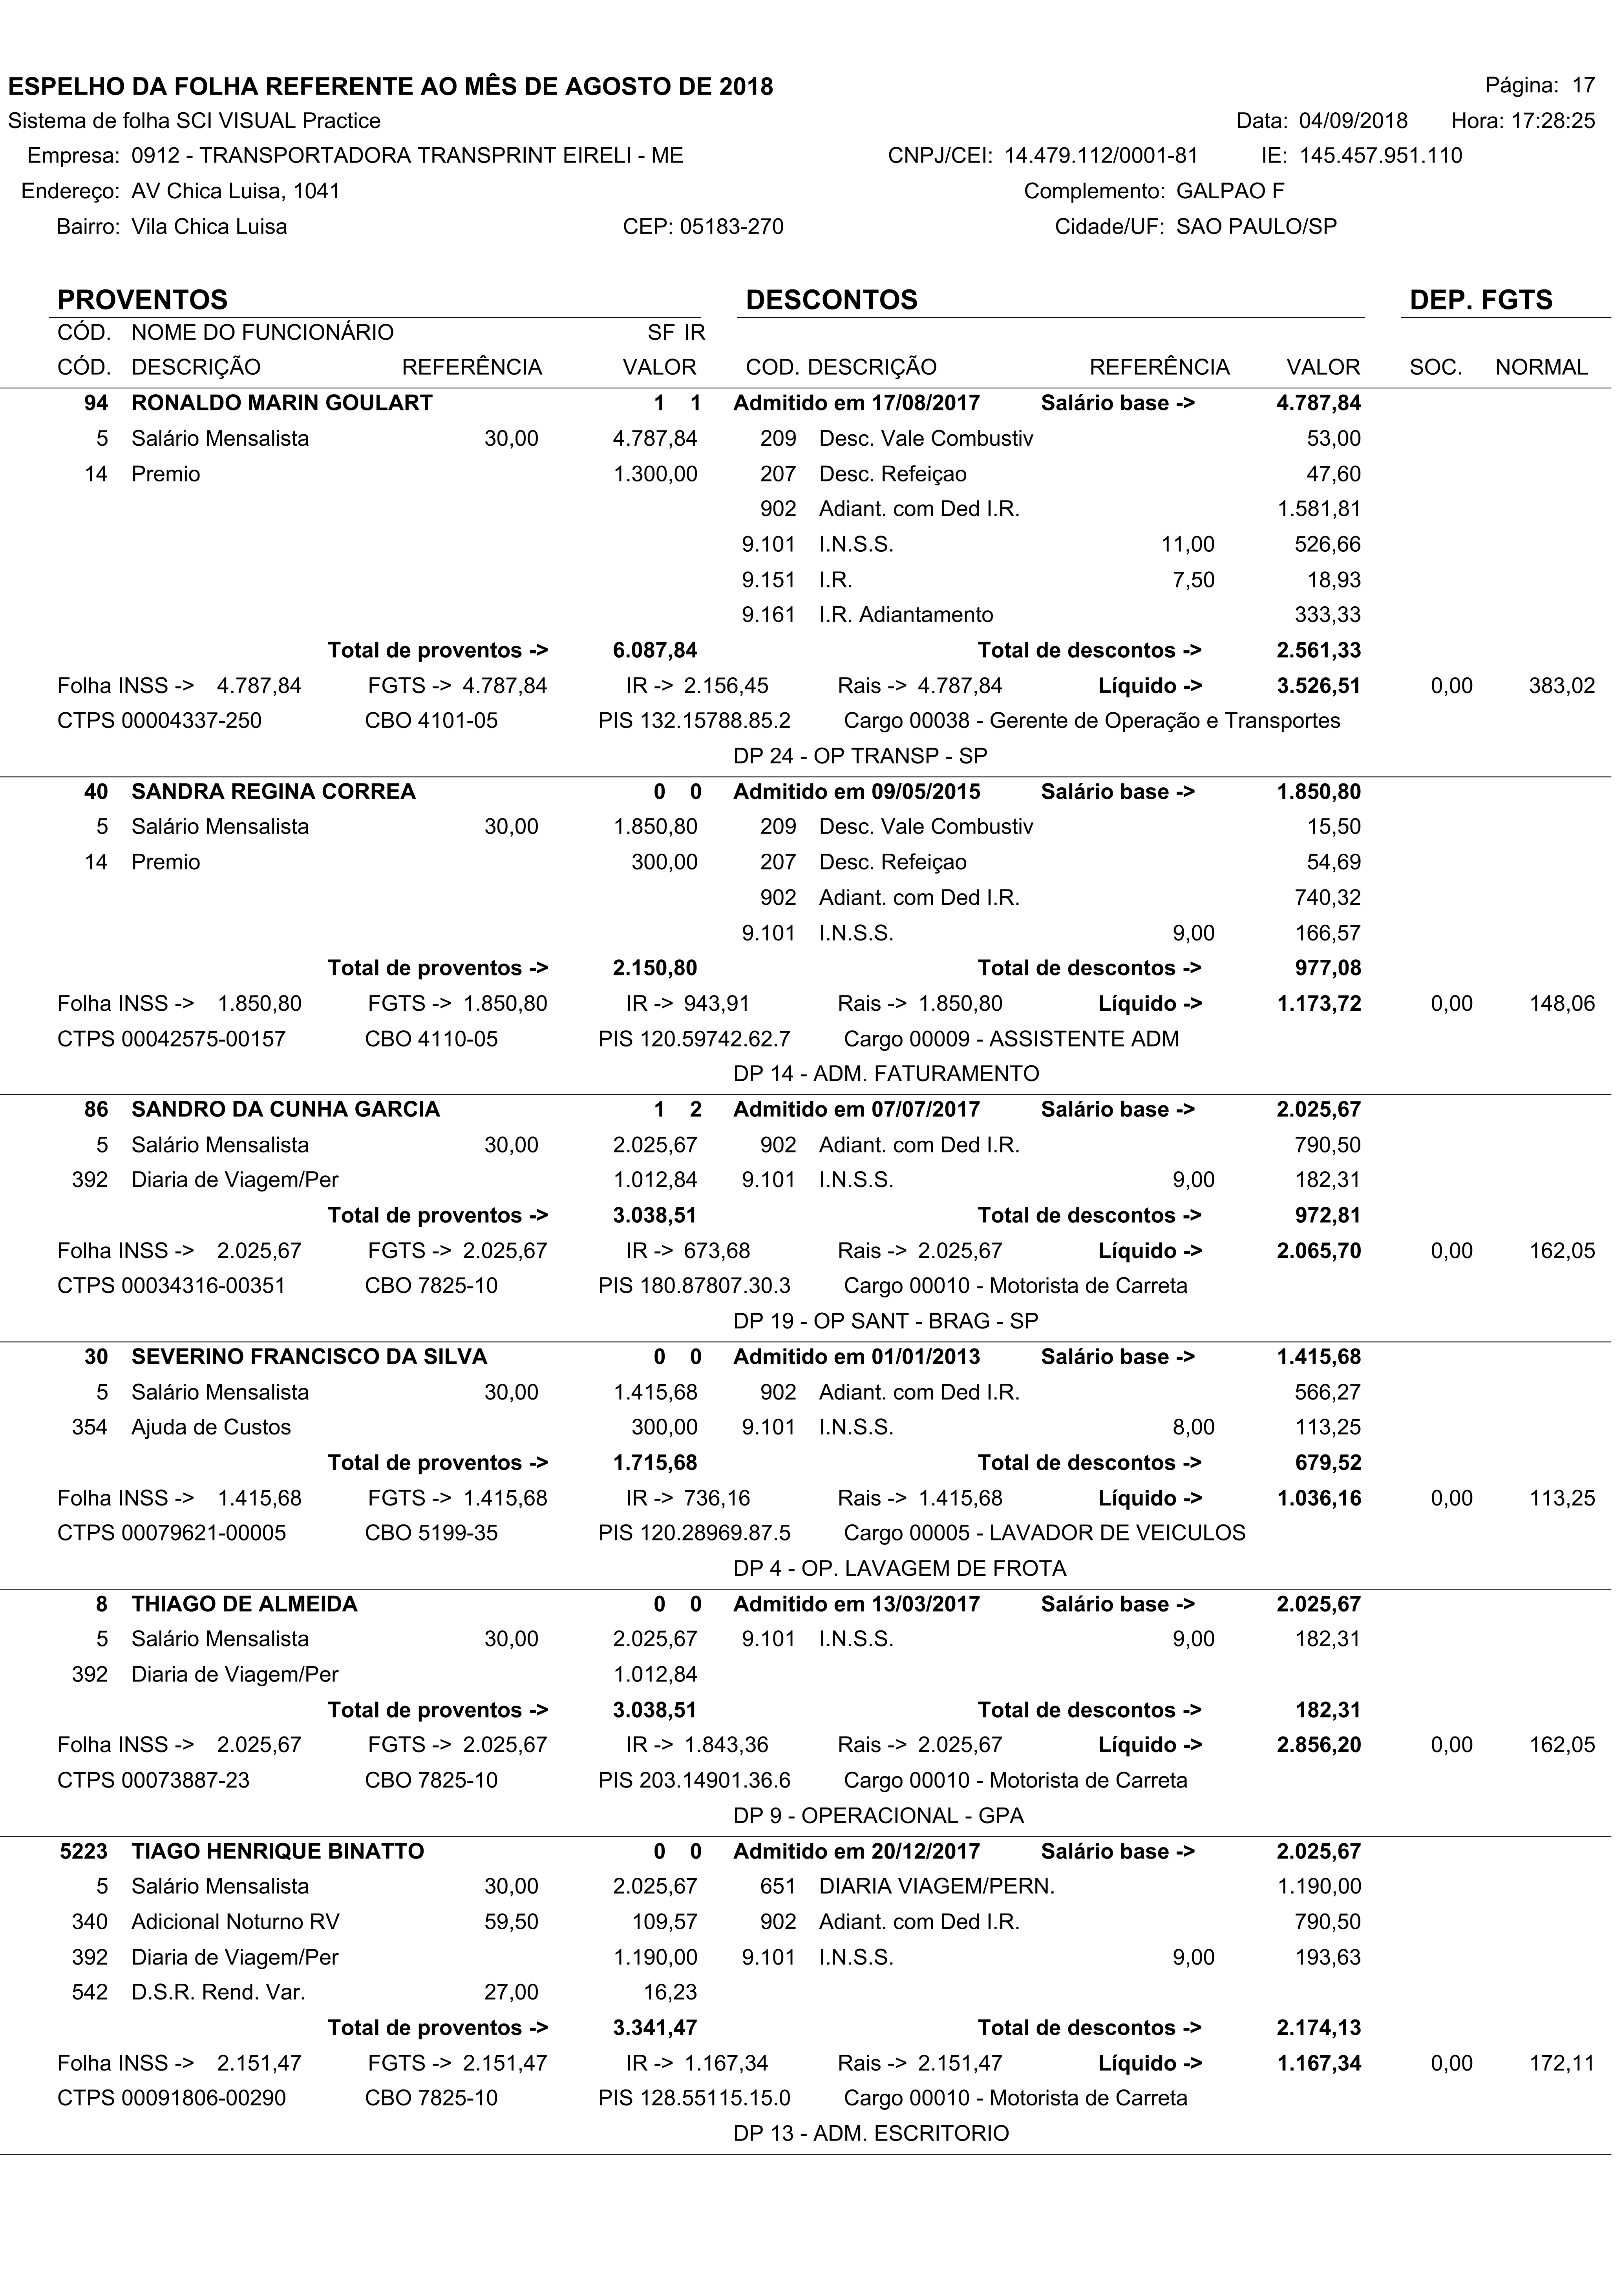 ESPELHO DA FOLHA REFERENTE AO MÊS DE AGOSTO DE 2018 Página: 17
Sistema de folha SCI VISUAL Practice Data: 04/09/2018 Hora: 17:28:25
Empresa: 0912 - TRANSPORTADORA TRANSPRINT EIRELI - ME CNPJ/CEI: 14.479.112/0001-81 IE: 145.457.951.110
Endereço: AV Chica Luisa, 1041 Complemento: GALPAO F
Bairro: Vila Chica Luisa CEP: 05183-270 Cidade/UF: SAO PAULO/SP
PROVENTOS DESCONTOS DEP. FGTS
CÓD. NOME DO FUNCIONÁRIO SF IR
CÓD. DESCRIÇÃO REFERÊNCIA VALOR COD. DESCRIÇÃO REFERÊNCIA VALOR SOC. NORMAL
94 RONALDO MARIN GOULART 1 1 Admitido em 17/08/2017 Salário base -> 4.787,84
5 Salário Mensalista 30,00 4.787,84 209 Desc. Vale Combustiv 53,00
14 Premio 1.300,00 207 Desc. Refeiçao 47,60
902 Adiant. com Ded I.R. 1.581,81
9.101 I.N.S.S. 11,00 526,66
9.151 I.R. 7,50 18,93
9.161 I.R. Adiantamento 333,33
Total de proventos -> 6.087,84 Total de descontos -> 2.561,33
Folha INSS -> 4.787,84 FGTS -> 4.787,84 IR -> 2.156,45 Rais -> 4.787,84 Líquido -> 3.526,51 0,00 383,02
CTPS 00004337-250 CBO 4101-05 PIS 132.15788.85.2 Cargo 00038 - Gerente de Operação e Transportes
DP 24 - OP TRANSP - SP
40 SANDRA REGINA CORREA 0 0 Admitido em 09/05/2015 Salário base -> 1.850,80
5 Salário Mensalista 30,00 1.850,80 209 Desc. Vale Combustiv 15,50
14 Premio 300,00 207 Desc. Refeiçao 54,69
902 Adiant. com Ded I.R. 740,32
9.101 I.N.S.S. 9,00 166,57
Total de proventos -> 2.150,80 Total de descontos -> 977,08
Folha INSS -> 1.850,80 FGTS -> 1.850,80 IR -> 943,91 Rais -> 1.850,80 Líquido -> 1.173,72 0,00 148,06
CTPS 00042575-00157 CBO 4110-05 PIS 120.59742.62.7 Cargo 00009 - ASSISTENTE ADM
DP 14 - ADM. FATURAMENTO
86 SANDRO DA CUNHA GARCIA 1 2 Admitido em 07/07/2017 Salário base -> 2.025,67
5 Salário Mensalista 30,00 2.025,67 902 Adiant. com Ded I.R. 790,50
392 Diaria de Viagem/Per 1.012,84 9.101 I.N.S.S. 9,00 182,31
Total de proventos -> 3.038,51 Total de descontos -> 972,81
Folha INSS -> 2.025,67 FGTS -> 2.025,67 IR -> 673,68 Rais -> 2.025,67 Líquido -> 2.065,70 0,00 162,05
CTPS 00034316-00351 CBO 7825-10 PIS 180.87807.30.3 Cargo 00010 - Motorista de Carreta
DP 19 - OP SANT - BRAG - SP
30 SEVERINO FRANCISCO DA SILVA 0 0 Admitido em 01/01/2013 Salário base -> 1.415,68
5 Salário Mensalista 30,00 1.415,68 902 Adiant. com Ded I.R. 566,27
354 Ajuda de Custos 300,00 9.101 I.N.S.S. 8,00 113,25
Total de proventos -> 1.715,68 Total de descontos -> 679,52
Folha INSS -> 1.415,68 FGTS -> 1.415,68 IR -> 736,16 Rais -> 1.415,68 Líquido -> 1.036,16 0,00 113,25
CTPS 00079621-00005 CBO 5199-35 PIS 120.28969.87.5 Cargo 00005 - LAVADOR DE VEICULOS
DP 4 - OP. LAVAGEM DE FROTA
8 THIAGO DE ALMEIDA 0 0 Admitido em 13/03/2017 Salário base -> 2.025,67
5 Salário Mensalista 30,00 2.025,67 9.101 I.N.S.S. 9,00 182,31
392 Diaria de Viagem/Per 1.012,84
Total de proventos -> 3.038,51 Total de descontos -> 182,31
Folha INSS -> 2.025,67 FGTS -> 2.025,67 IR -> 1.843,36 Rais -> 2.025,67 Líquido -> 2.856,20 0,00 162,05
CTPS 00073887-23 CBO 7825-10 PIS 203.14901.36.6 Cargo 00010 - Motorista de Carreta
DP 9 - OPERACIONAL - GPA
5223 TIAGO HENRIQUE BINATTO 0 0 Admitido em 20/12/2017 Salário base -> 2.025,67
5 Salário Mensalista 30,00 2.025,67 651 DIARIA VIAGEM/PERN. 1.190,00
340 Adicional Noturno RV 59,50 109,57 902 Adiant. com Ded I.R. 790,50
392 Diaria de Viagem/Per 1.190,00 9.101 I.N.S.S. 9,00 193,63
542 D.S.R. Rend. Var. 27,00 16,23
Total de proventos -> 3.341,47 Total de descontos -> 2.174,13
Folha INSS -> 2.151,47 FGTS -> 2.151,47 IR -> 1.167,34 Rais -> 2.151,47 Líquido -> 1.167,34 0,00 172,11
CTPS 00091806-00290 CBO 7825-10 PIS 128.55115.15.0 Cargo 00010 - Motorista de Carreta
DP 13 - ADM. ESCRITORIO